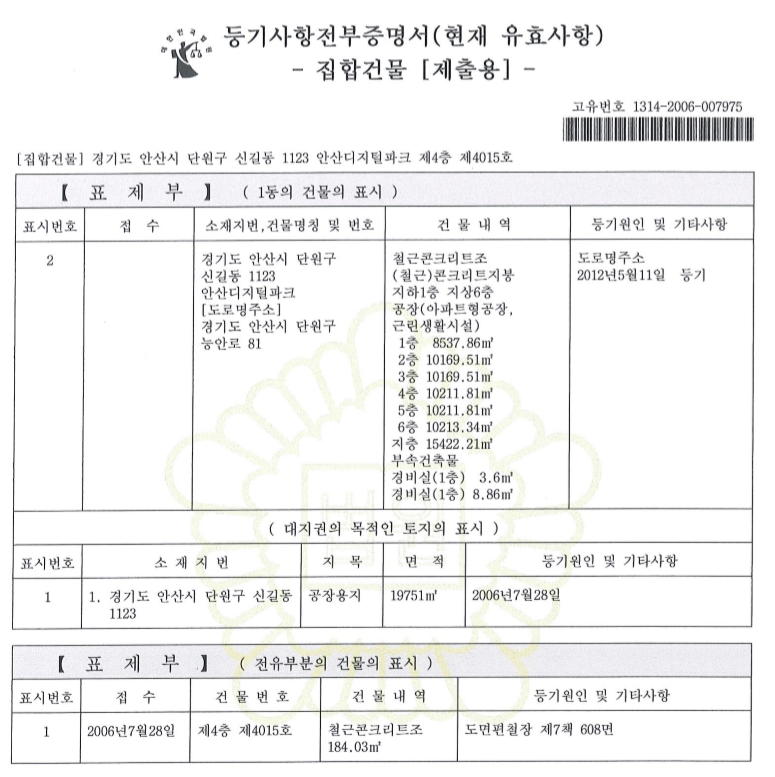 대한민국법원
등기사항전부증명서(현재 유효사항)
- 집합건물 [제출용] -
고유번호 1314-2006-007975
[집합건물] 경기도 안산시 단원구 신길동 1123 안산디지털파크 제4층 제4015호
【 표 제 부 】 ( 1동의 건물의 표시 )
표시번호 접 수 소재지번,건물명칭 및 번호 건 물 내 역 등기원인 및 기타사항
2 경기도 안산시 단원구 철근콘크리트조 도로명주소
신길동 1123 (철근)콘크리트지붕 2012년5월11일 등기
안산디지털파크 지하1층 지상6층
[도로명주소] 공장(아파트형공장,
경기도 안산시 단원구 근린생활시설)
능안로 81 1층 8537.86㎡
2층 10169.51㎡
3층 10169.51㎡
4층 10211.81㎡
5층 10211.81㎡
6층 10213.34㎡
지층 15422.21㎡
부속건축물
경비실(1층) 3.6㎡
경비실(1층) 8.86㎡
법원
( 대지권의 목적인 토지의 표시 )
표시번호 소 재 지 번 지 목 면 적 등기원인 및 기타사항
1 1. 경기도 안산시 단원구 신길동 공장용지 19751㎡ 2006년7월28일
1123
【 표 제 부 】 ( 전유부분의 건물의 표시 )
표시번호 접 수 건 물 번 호 건 물 내 역 등기원인 및 기타사항
1 2006년7월28일 제4층 제4015호 철근콘크리트조 도면편철장 제7책 608면
184.03㎡